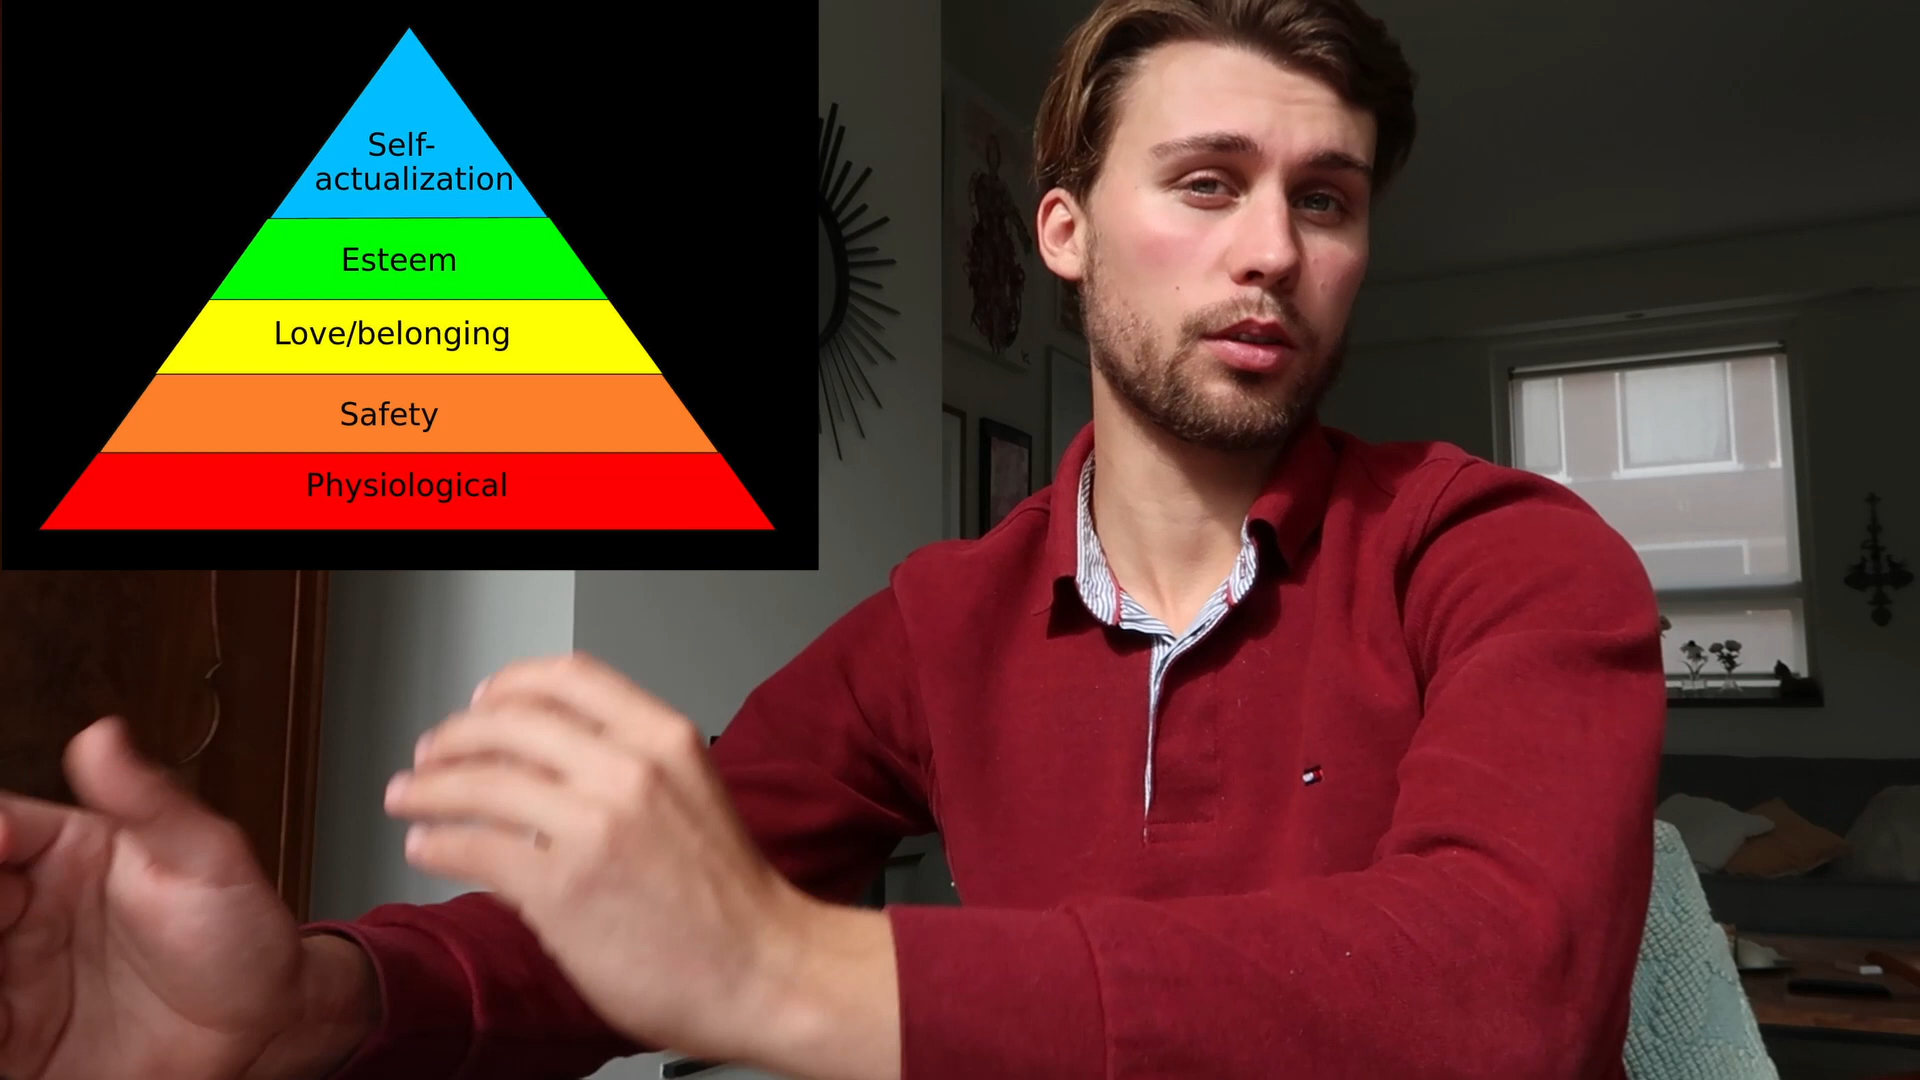 Self-
actualization
Esteem
Love/belonging
Safety
Physiological